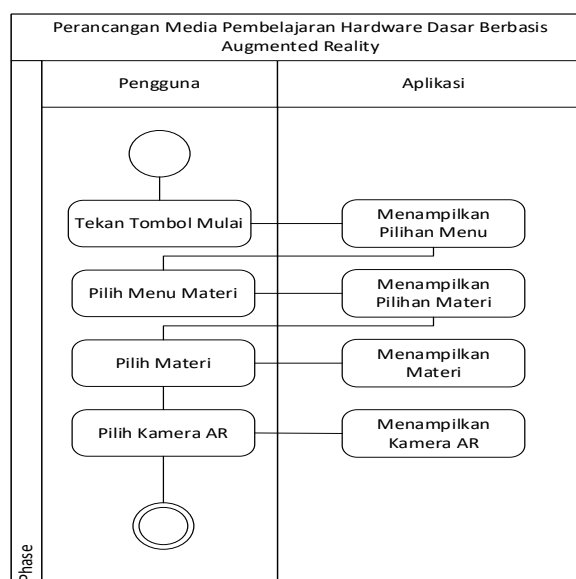 Perancangan Media Pembelajaran Hardware Dasar Berbasis
Augmented Reality
Pengguna
Aplikasi
Tekan Tombol Mulai
Menampilkan
Pilihan Menu
Pilih Menu Materi
Menampilkan
Pilihan Materi
Pilih Materi
Menampilkan
Materi
Pilih Kamera AR
Menampilkan
Kamera AR
Phase